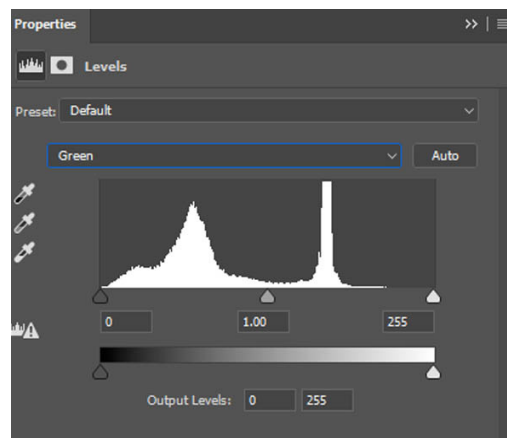 Properties
Levels
Preset: Default
Green Auto
0 1.00 255
Output Levels: 0 255